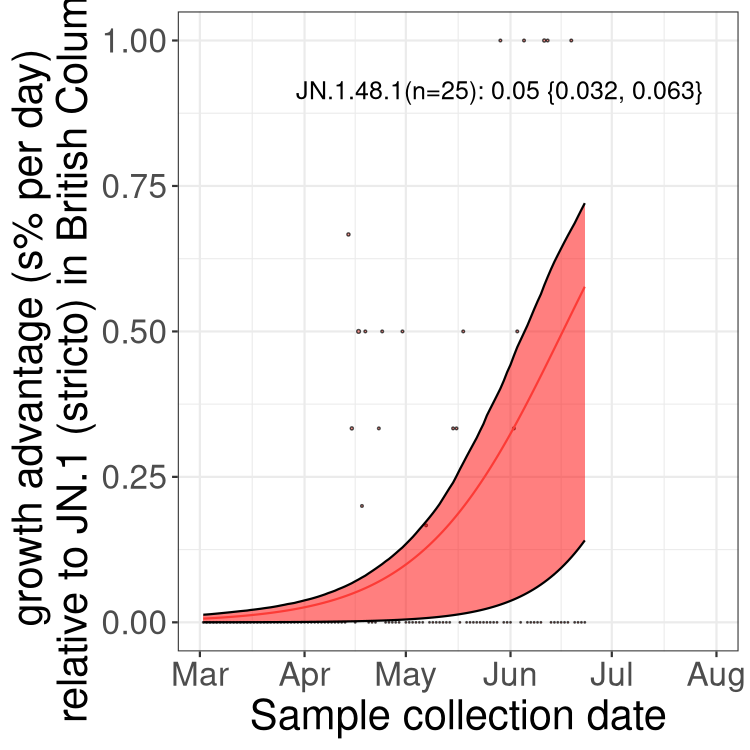 growth advantage (s% per day)
relative to JN.1 (stricto) in British Colum
1.00
0.75
0.50
0.25
0.00
JN.1.48.1(n=25): 0.05 {0.032, 0.063}
Mar Apr May Jun Jul Aug
Sample collection date